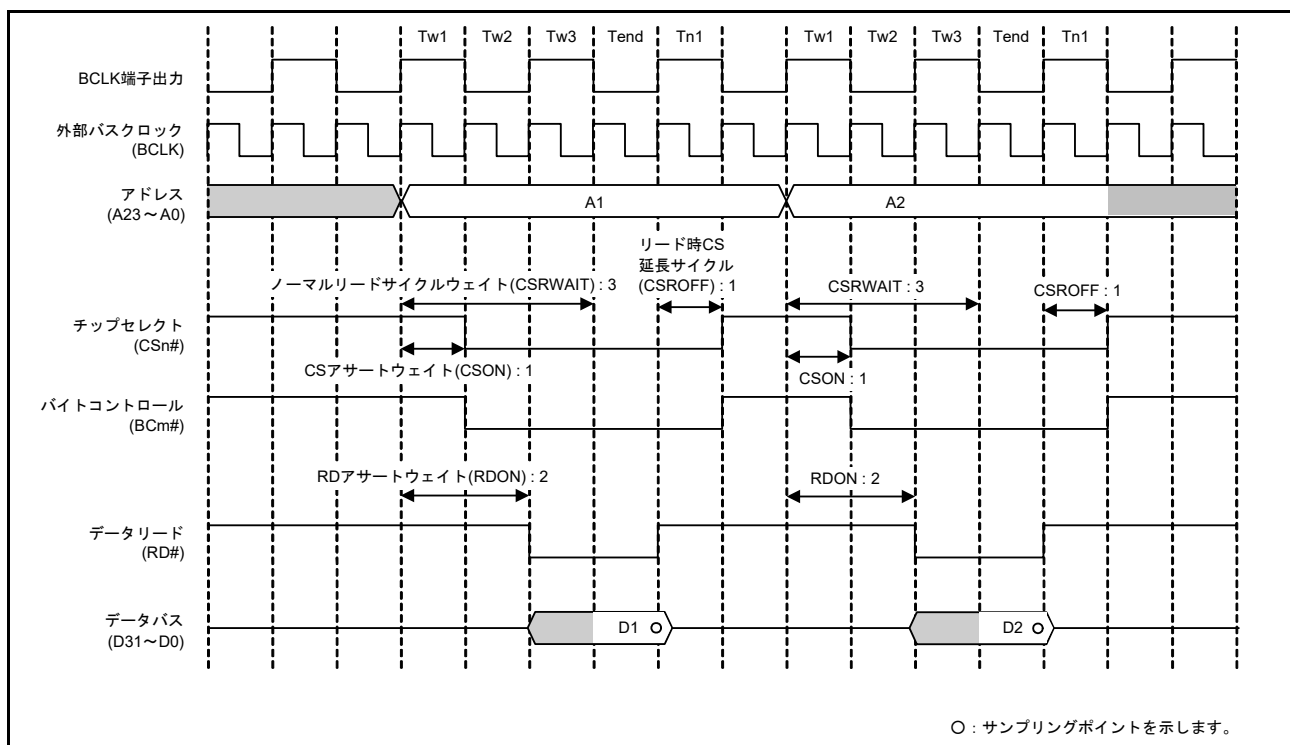 Tw1 Tw2 Tw3 Tend Tn1 Tw1 Tw2 Tw3 Tend Tn1
BCLK端子出力
外部バスクロック
(BCLK)
アドレス
(A23～A0)
A1
A2
リード時CS
延長サイクル
(CSROFF) : 1
ノーマルリードサイクルウェイト(CSRWAIT) : 3
CSRWAIT : 3
CSROFF : 1
チップセレクト
(CSn#)
CSアサートウェイト(CSON) : 1
CSON : 1
バイトコントロール
(BCm#)
RDアサートウェイト(RDON) : 2
RDON : 2
データリード
(RD#)
データバス
(D31～D0)
D1
D2
○ : サンプリングポイントを示します。